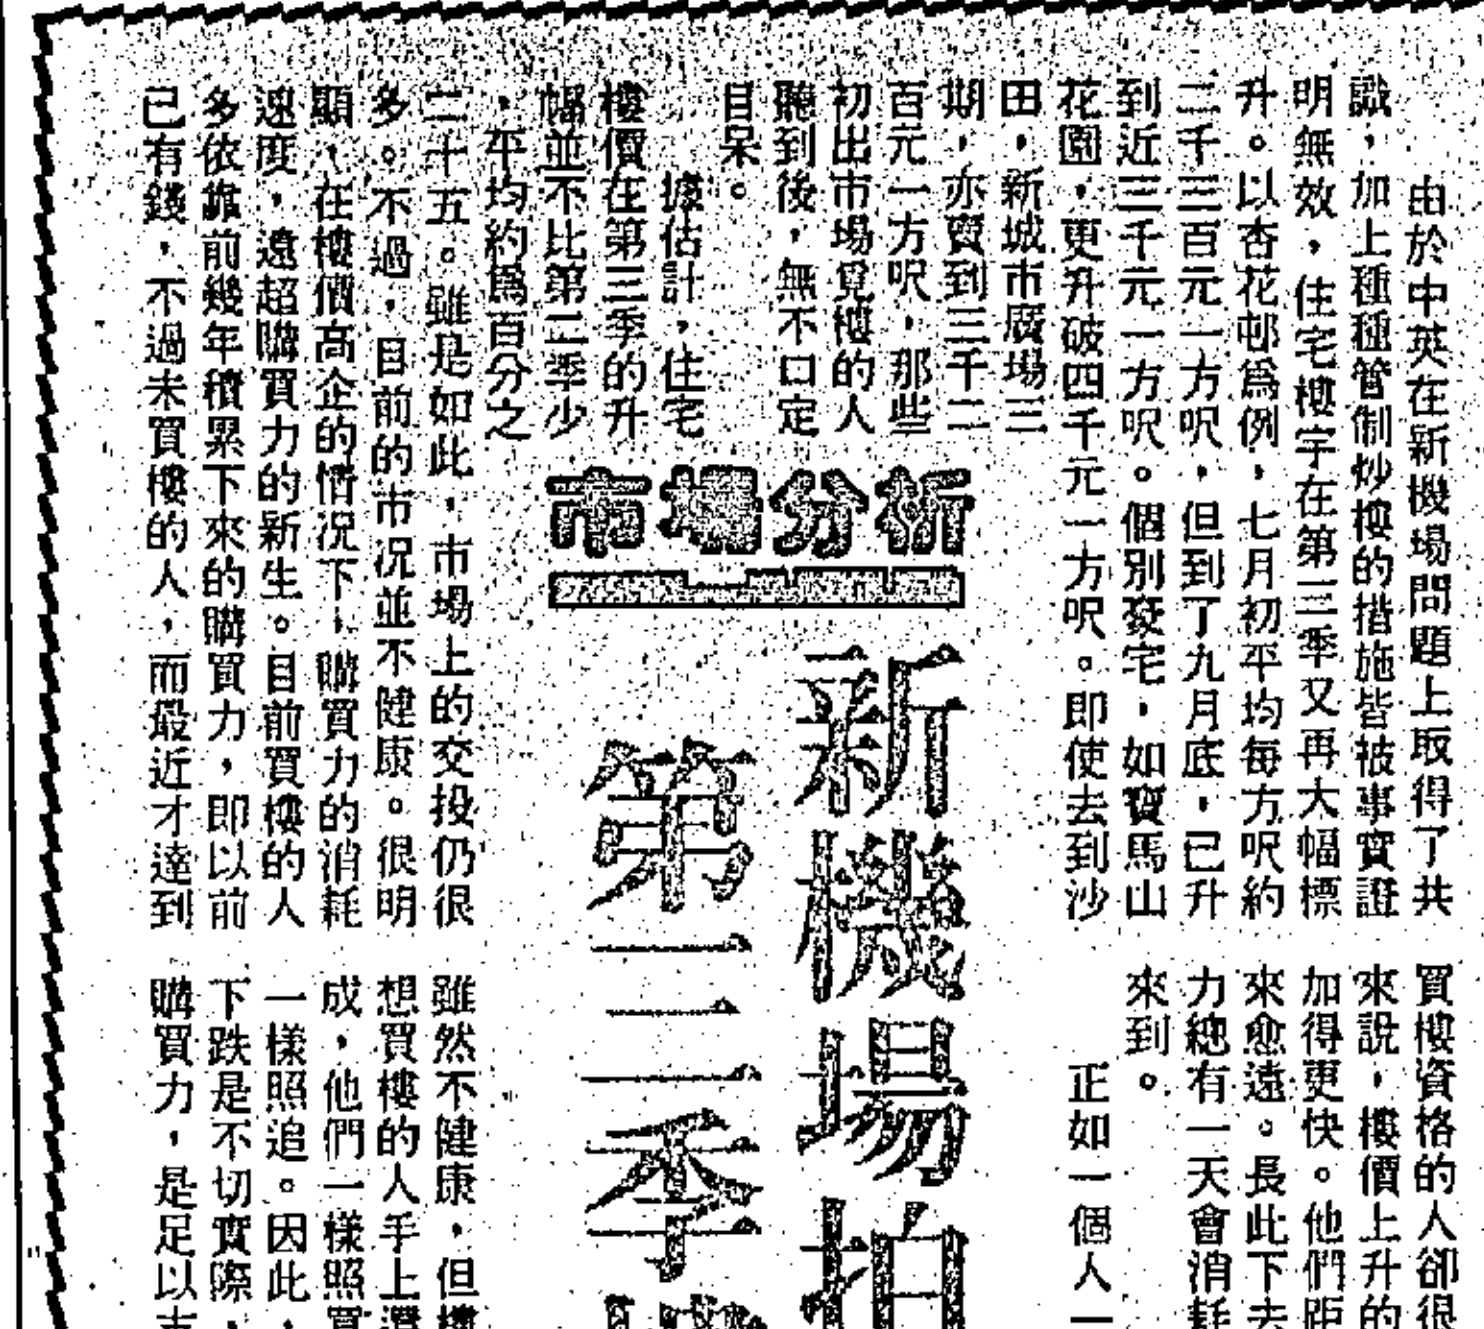 市場分析
新機場拍
第三季
由於中英在新機場問題上取得了共
識，加上種種管制炒樓的措施皆被事實證
明無效，住宅樓宇在第三季又再大幅標
升。以杏花邨為例，七月初平均每方呎約
二千三百元一方呎，但到了九月底，已升
到近三千元一方呎。個別豪宅，如寶馬山
花園，更升破四千元一方呎。即使去到沙
田，新城市廣場三
期，亦賣到三千二
百元一方呎，那些
初出市場覓樓的人
聽到後，無不口定
目呆。
據估計，住宅
樓價在第三季的升
幅並不比第二季少
，平均約為百分之
二十五。雖是如此，市場上的交投仍很
多。不過，目前的市況並不健康。很明
顯，在樓價高企的情況下，購買力的消耗
速度，遠超購買力的新生。目前買樓的人
多依靠前幾年積累下來的購買力，即以前
已有錢，不過未買樓的人，而最近才達到
買樓資格的人卻很
來說，樓價上升的
加得更快。他們距
來愈遠。長此下去
力總有一天會消耗
來到。
正如一個人一
雖然不健康，但樓
想買樓的人手上還
成，他們一樣照買
一樣照追。因此，
下跌是不切實際，
購買力，是足以支